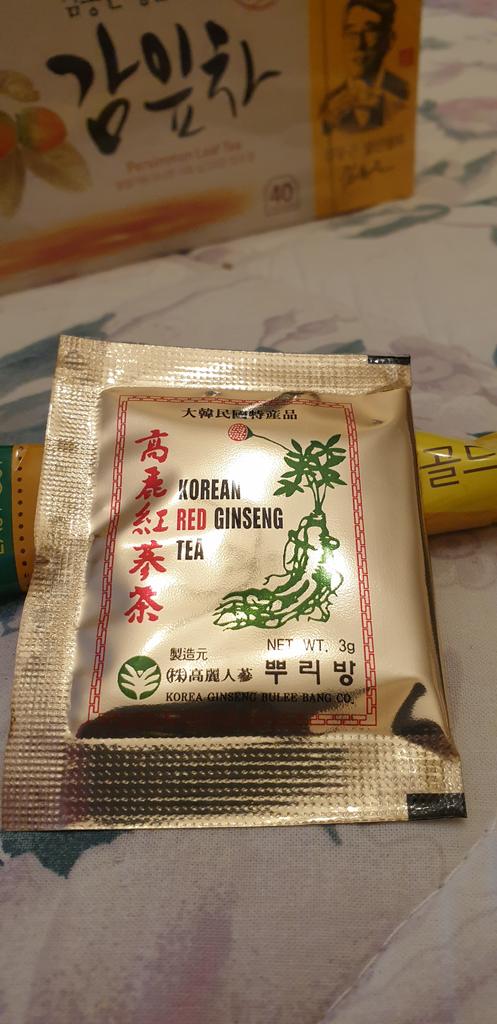 감잎차
Persimmon Leaf Tea
40
大韓民國特産品
高麗紅蔘茶
KOREAN
RED GINSENG
TEA
골드
製造元
NET WT. 3g
(株)高麗人蔘 뿌리방
KOREA GINSENG BULEE BANG CO.